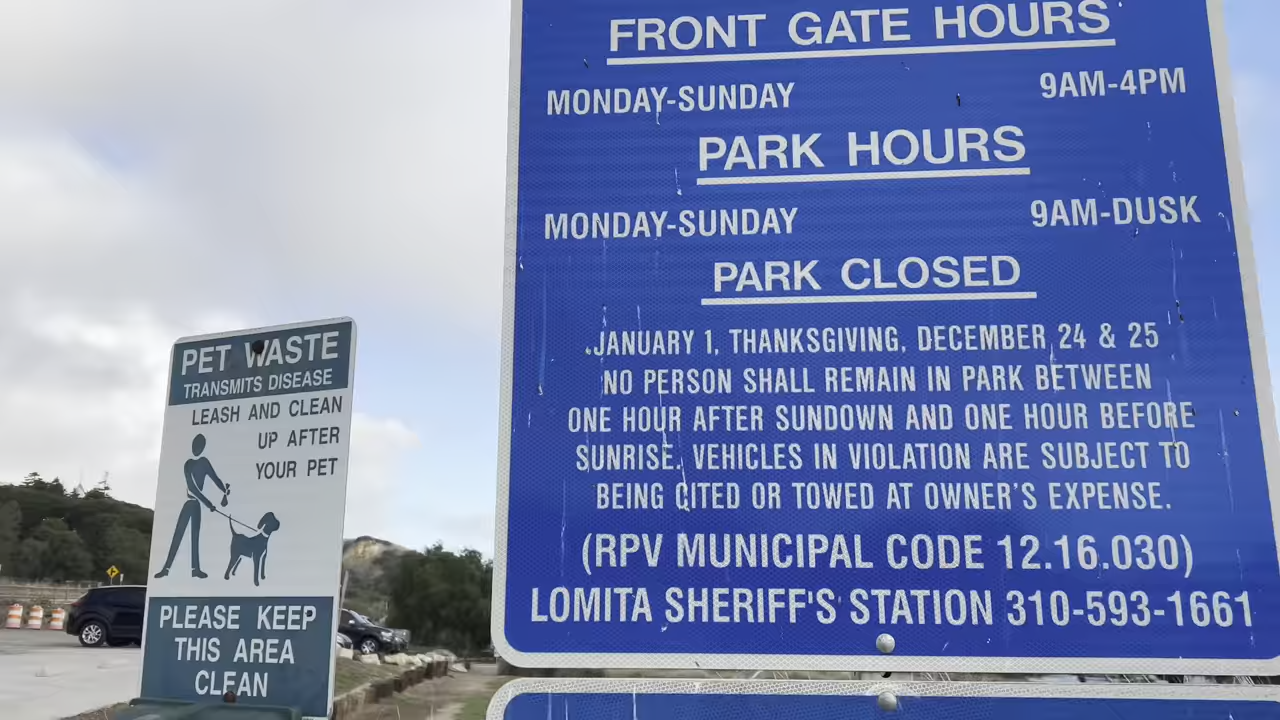 FRONT GATE HOURS
MONDAY-SUNDAY 9AM-4PM
PARK HOURS
MONDAY-SUNDAY 9AM-DUSK
PARK CLOSED
JANUARY 1, THANKSGIVING, DECEMBER 24 & 25
NO PERSON SHALL REMAIN IN PARK BETWEEN
ONE HOUR AFTER SUNDOWN AND ONE HOUR BEFORE
SUNRISE. VEHICLES IN VIOLATION ARE SUBJECT TO
BEING CITED OR TOWED AT OWNER'S EXPENSE.
(RPV MUNICIPAL CODE 12.16.030)
LOMITA SHERIFF'S STATION 310-593-1661
PET WASTE
TRANSMITS DISEASE
LEASH AND CLEAN
UP AFTER
YOUR PET
PLEASE KEEP
THIS AREA
CLEAN